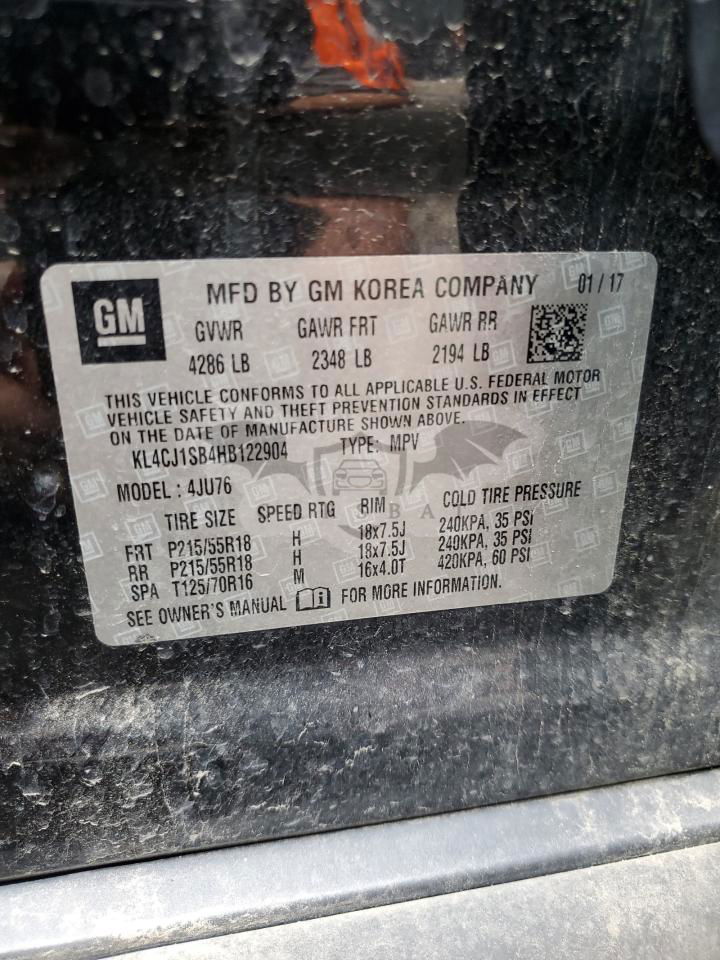 GM
MFD BY GM KOREA COMPANY 01/17
GVWR GAWR FRT GAWR RR
4286 LB 2348 LB 2194 LB
THIS VEHICLE CONFORMS TO ALL APPLICABLE U.S. FEDERAL MOTOR
VEHICLE SAFETY AND THEFT PREVENTION STANDARDS IN EFFECT
ON THE DATE OF MANUFACTURE SHOWN ABOVE.
KL4CJ1SB4HB122904 TYPE: MPV
MODEL : 4JU76
TIRE SIZE SPEED RTG RIM COLD TIRE PRESSURE
FRT P215/55R18 H 18x7.5J 240KPA, 35 PSI
RR P215/55R18 H 18x7.5J 240KPA, 35 PSI
SPA T125/70R16 M 16x4.0T 420KPA, 60 PSI
SEE OWNER'S MANUAL FOR MORE INFORMATION.